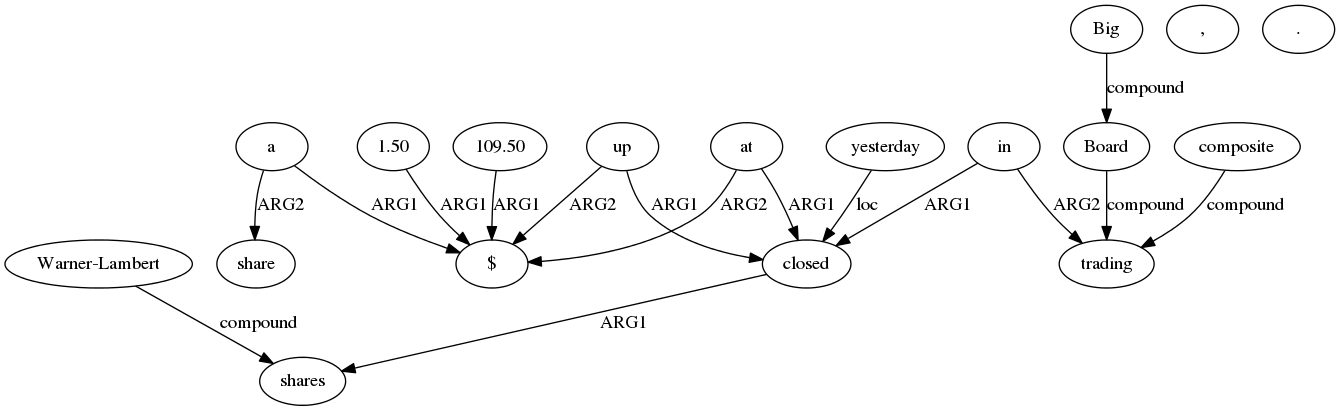 Big , .
compound
a 1.50 109.50 up at yesterday in Board composite
ARG2 ARG1 ARG1 ARG1 ARG2 ARG1 ARG2 ARG1 loc ARG1 ARG2 compound compound
Warner-Lambert share $ closed trading
compound ARG1
shares